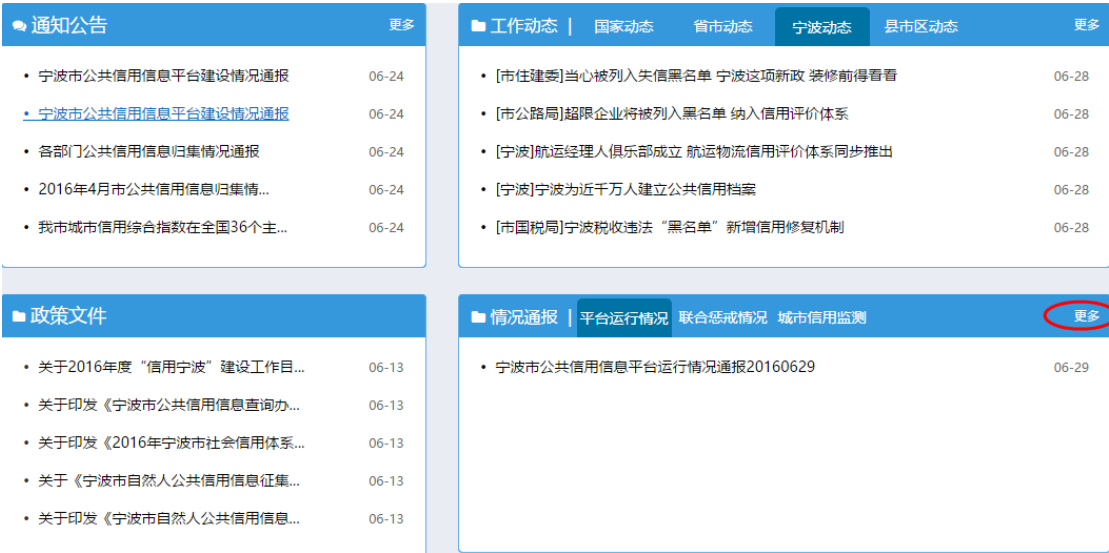 通知公告 更多
• 宁波市公共信用信息平台建设情况通报 06-24
• 宁波市公共信用信息平台建设情况通报 06-24
• 各部门公共信用信息归集情况通报 06-24
• 2016年4月市公共信用信息归集情... 06-24
• 我市城市信用综合指数在全国36个主... 06-24
工作动态 | 国家动态 省市动态 宁波动态 县市区动态 更多
• [市住建委]当心被列入失信黑名单 宁波这项新政 装修前得看看 06-28
• [市公路局]超限企业将被列入黑名单 纳入信用评价体系 06-28
• [宁波]航运经理人俱乐部成立 航运物流信用评价体系同步推出 06-28
• [宁波]宁波为近千万人建立公共信用档案 06-28
• [市国税局]宁波税收违法“黑名单”新增信用修复机制 06-28
政策文件
• 关于2016年度“信用宁波”建设工作目... 06-13
• 关于印发《宁波市公共信用信息查询办... 06-13
• 关于印发《2016年宁波市社会信用体系... 06-13
• 关于《宁波市自然人公共信用信息征集... 06-13
• 关于印发《宁波市自然人公共信用信息... 06-13
情况通报 | 平台运行情况 联合惩戒情况 城市信用监测 更多
• 宁波市公共信用信息平台运行情况通报20160629 06-29